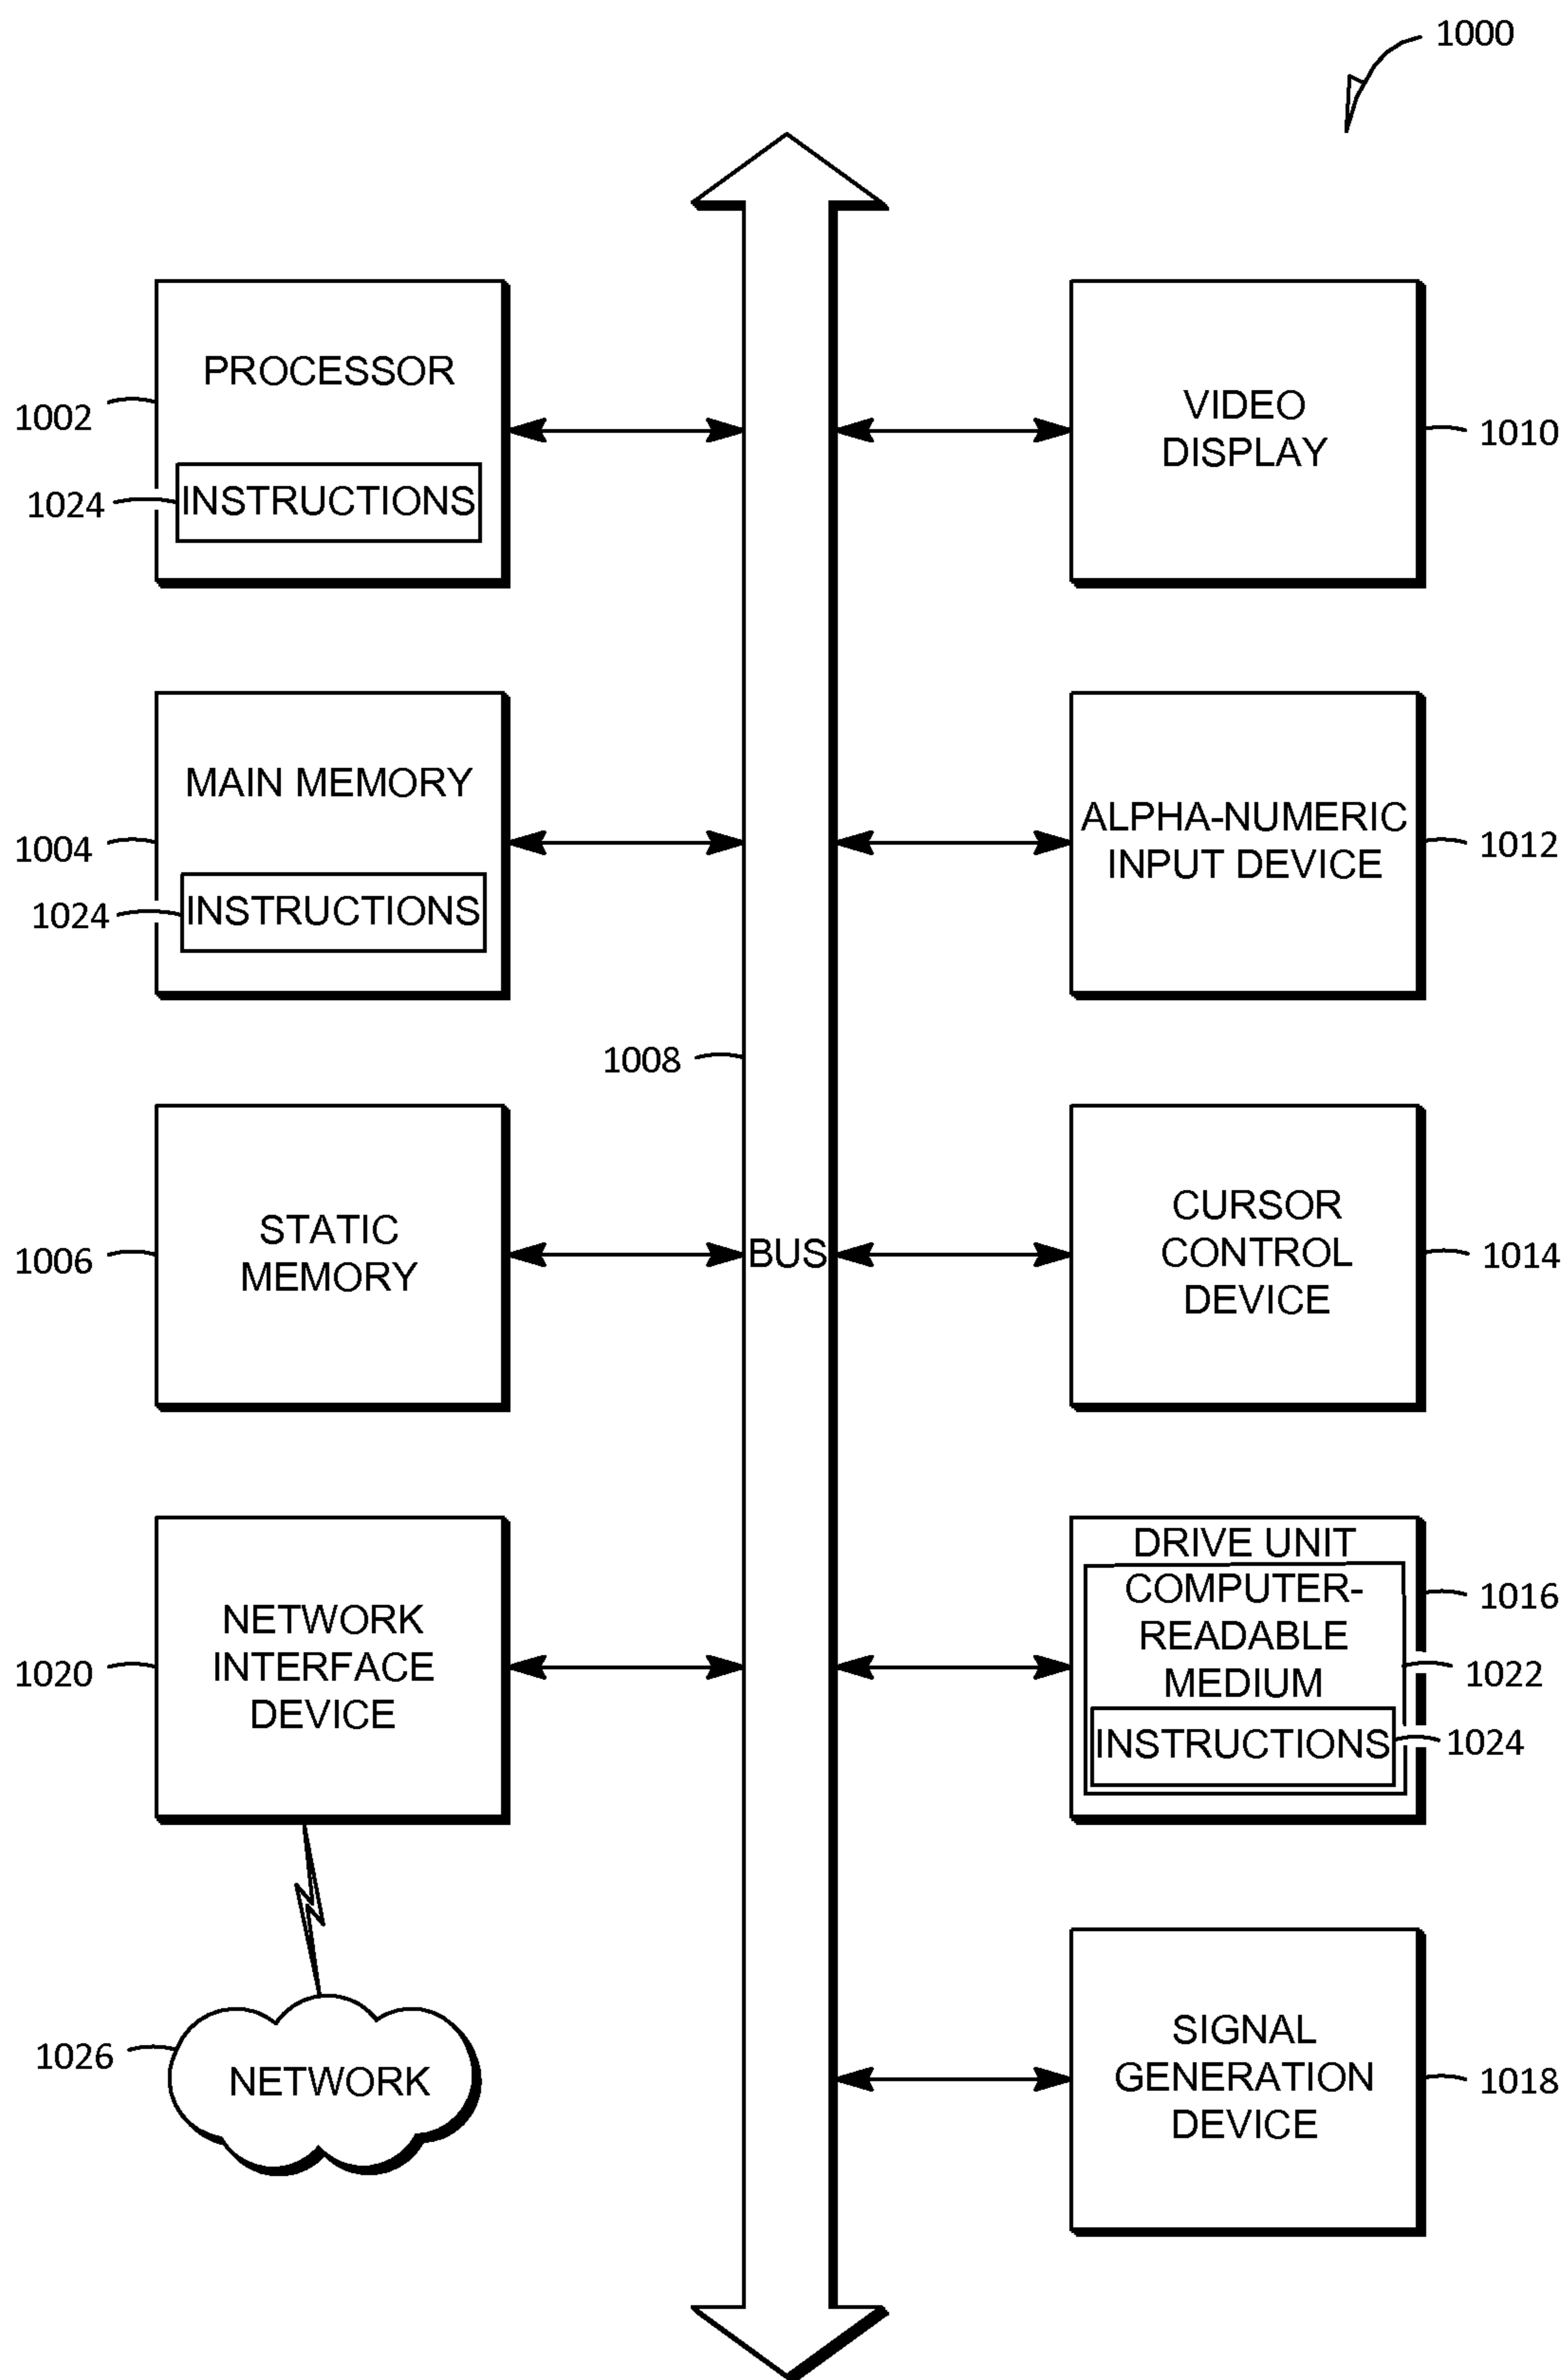 1000
PROCESSOR
1002
INSTRUCTIONS
1024
VIDEO
DISPLAY
1010
MAIN MEMORY
1004
INSTRUCTIONS
1024
ALPHA-NUMERIC
INPUT DEVICE
1012
1008
BUS
STATIC
MEMORY
1006
CURSOR
CONTROL
DEVICE
1014
NETWORK
INTERFACE
DEVICE
1020
DRIVE UNIT
1016
COMPUTER-
READABLE
MEDIUM
1022
INSTRUCTIONS
1024
NETWORK
1026
SIGNAL
GENERATION
DEVICE
1018